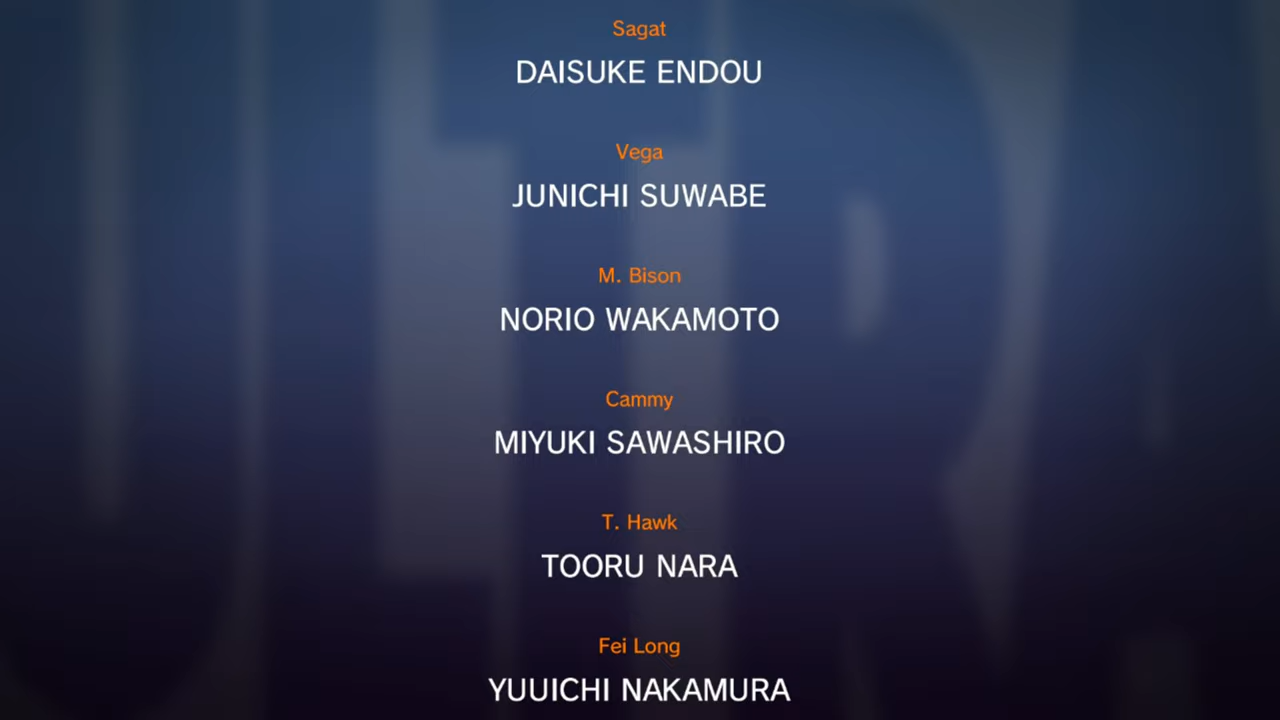 Sagat
DAISUKE ENDOU
Vega
JUNICHI SUWABE
M. Bison
NORIO WAKAMOTO
Cammy
MIYUKI SAWASHIRO
T. Hawk
TOORU NARA
Fei Long
YUUICHI NAKAMURA